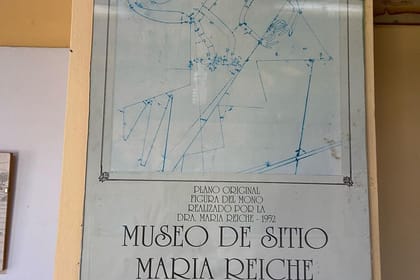 PLANO ORIGINAL
FIGURA DEL MONO
REALIZADO POR LA
DRA. MARIA REICHE - 1952
MUSEO DE SITIO
MARIA REICHE